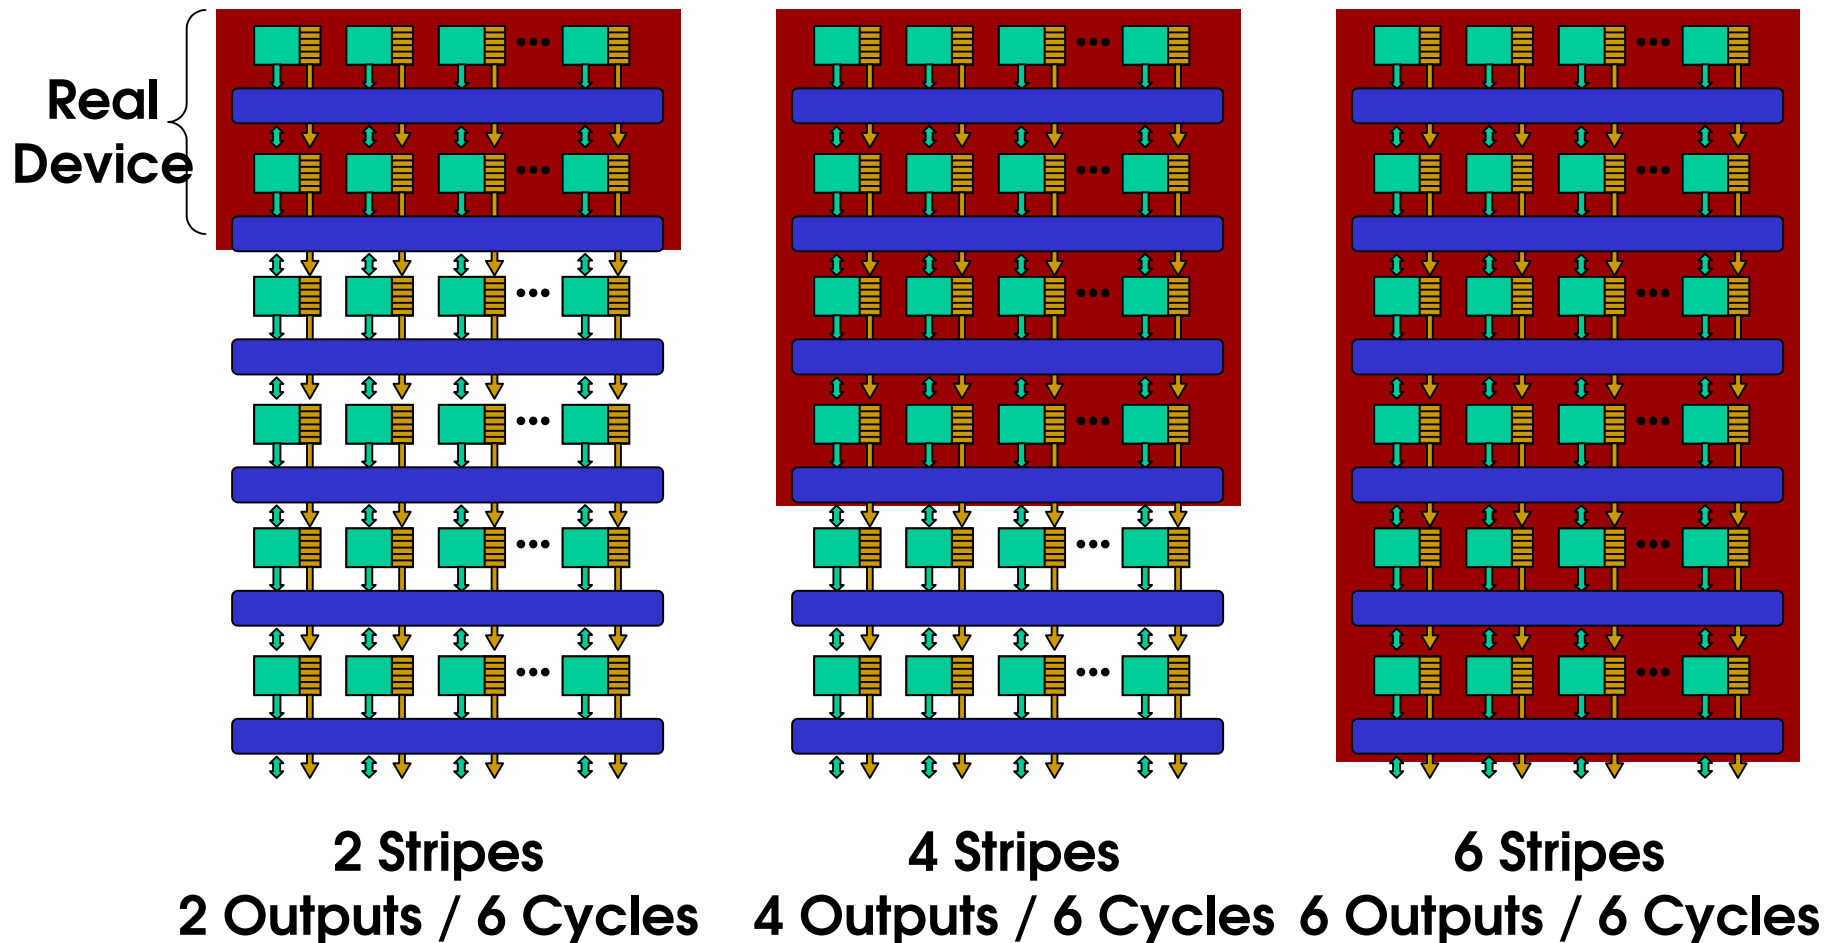 Real
Device
2 Stripes
2 Outputs / 6 Cycles
4 Stripes
4 Outputs / 6 Cycles
6 Stripes
6 Outputs / 6 Cycles